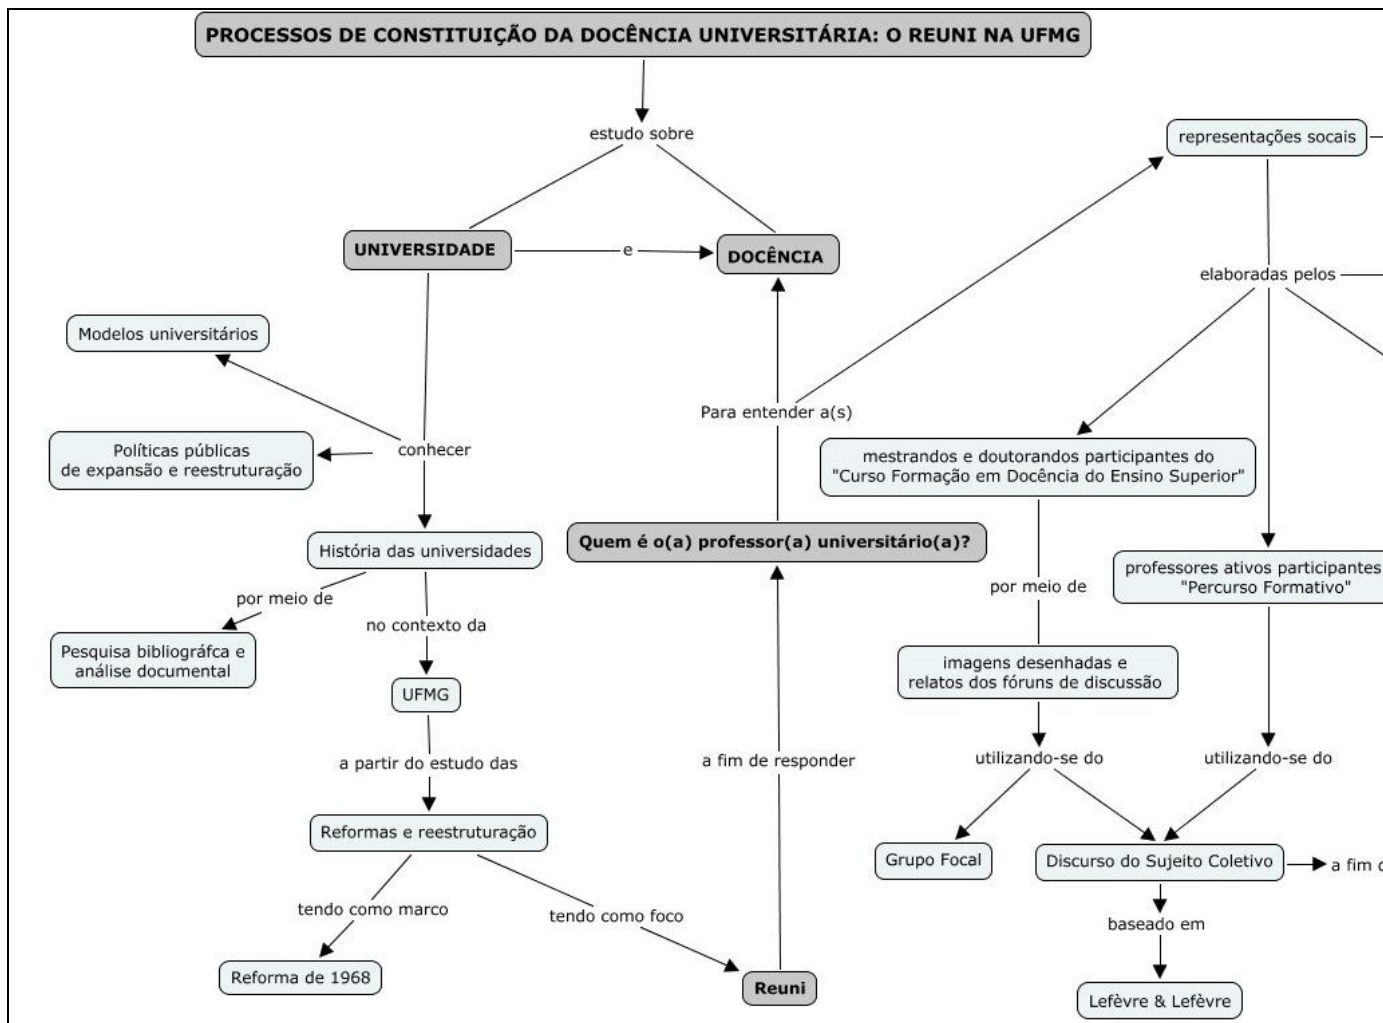 PROCESSOS DE CONSTITUIÇÃO DA DOCÊNCIA UNIVERSITÁRIA: O REUNI NA UFMG
estudo sobre
representações socais
UNIVERSIDADE
e
DOCÊNCIA
elaboradas pelos
Modelos universitários
Para entender a(s)
Políticas públicas
de expansão e reestruturação
conhecer
mestrandos e doutorandos participantes do
"Curso Formação em Docência do Ensino Superior"
História das universidades
Quem é o(a) professor(a) universitário(a)?
professores ativos participantes
"Percurso Formativo"
por meio de
por meio de
no contexto da
Pesquisa bibliográfca e
análise documental
imagens desenhadas e
relatos dos fóruns de discussão
UFMG
a partir do estudo das
a fim de responder
utilizando-se do
utilizando-se do
Reformas e reestruturação
Grupo Focal
Discurso do Sujeito Coletivo
a fim
tendo como marco
tendo como foco
baseado em
Reforma de 1968
Reuni
Lefèvre & Lefèvre